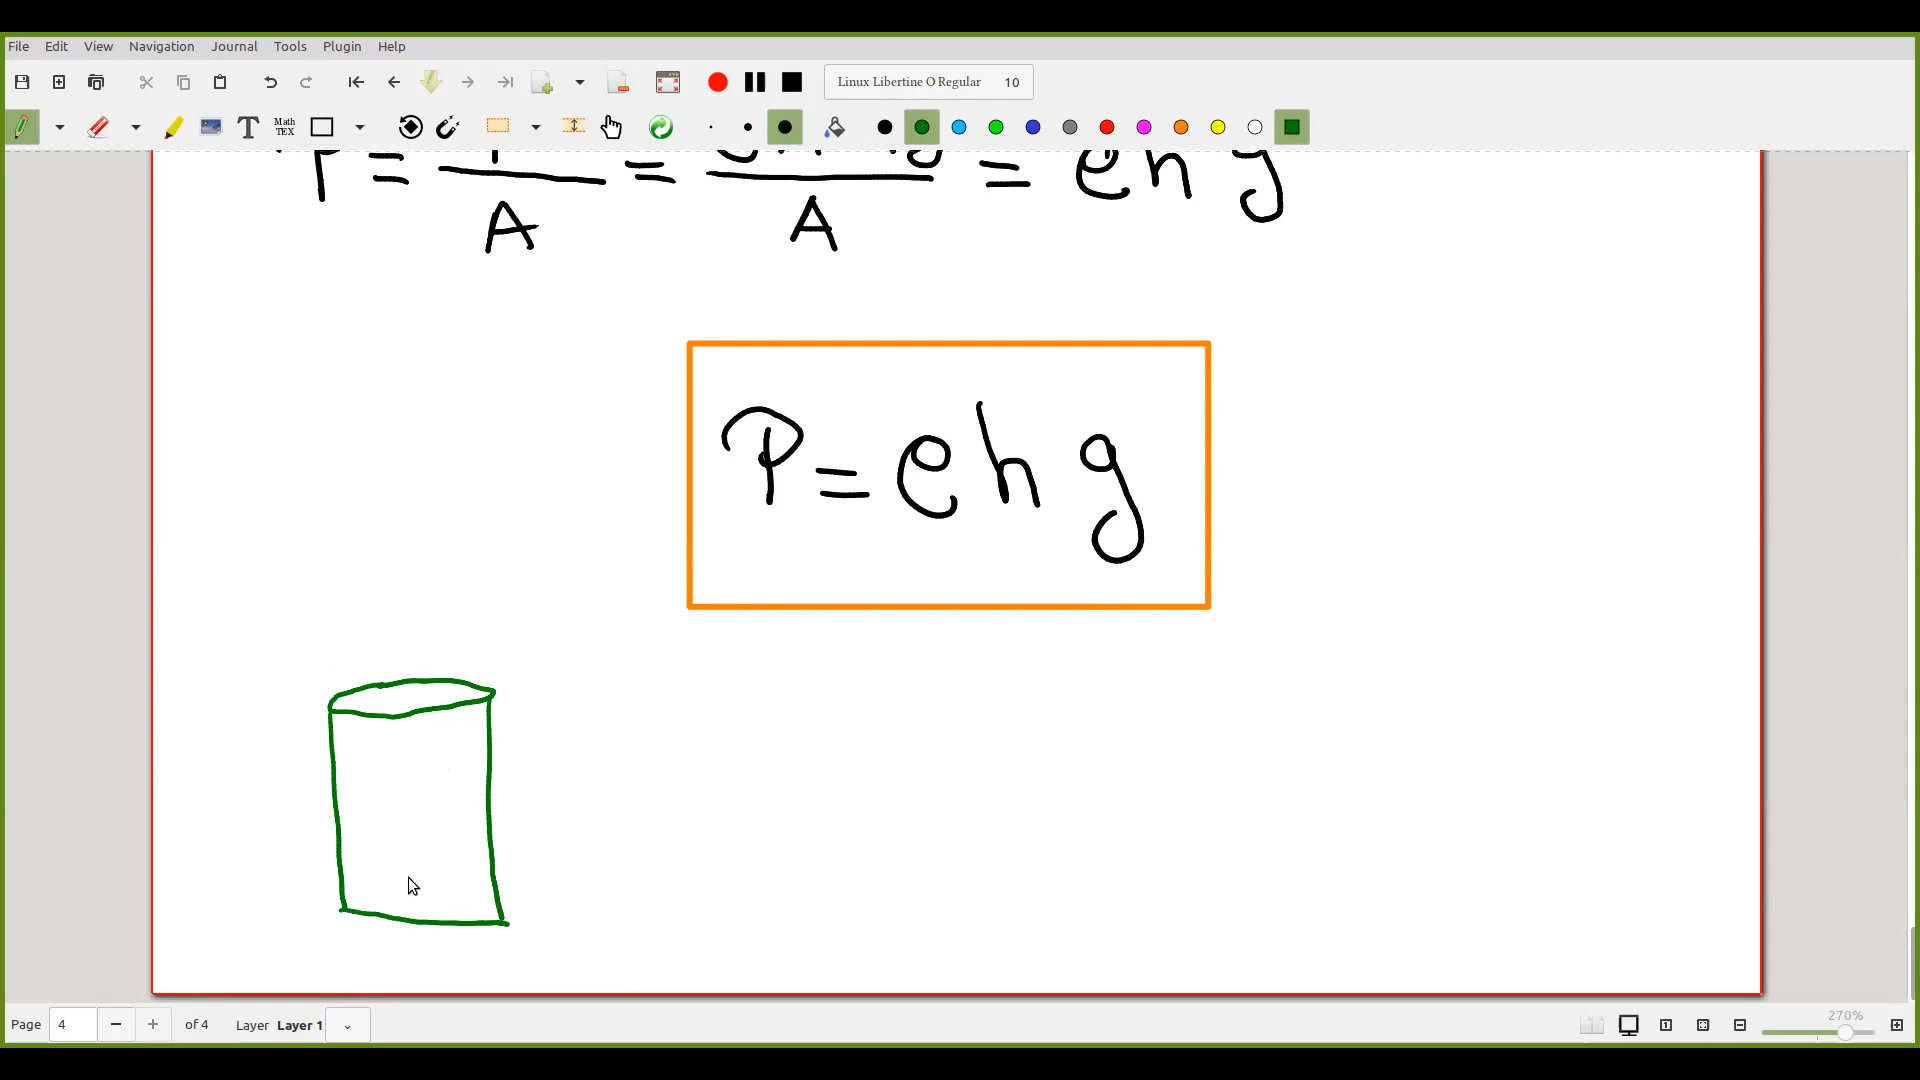 File Edit View Navigation Journal Tools Plugin Help
Linux Libertine O Regular 10
Math
TEX
P = — = — = ehg
A A
P = ehg
270%
Page 4 of 4 Layer Layer 1